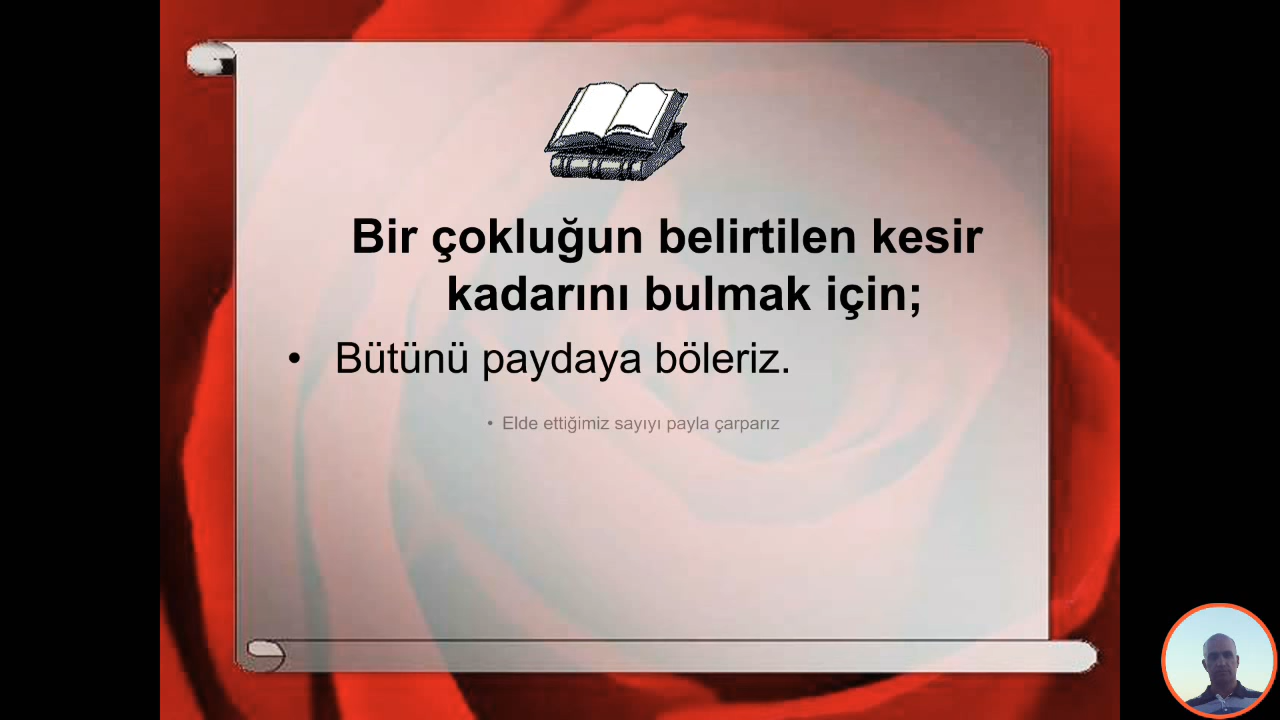 Bir çokluğun belirtilen kesir
kadarını bulmak için;
• Bütünü paydaya böleriz.
• Elde ettiğimiz sayıyı payla çarparız